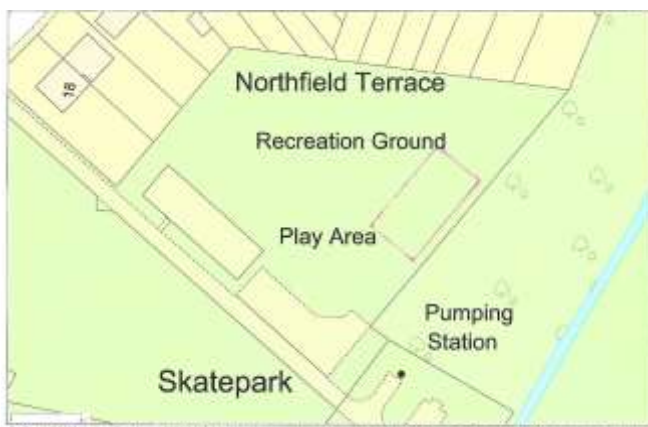 Northfield Terrace
18
Recreation Ground
Play Area
Pumping
Station
Skatepark